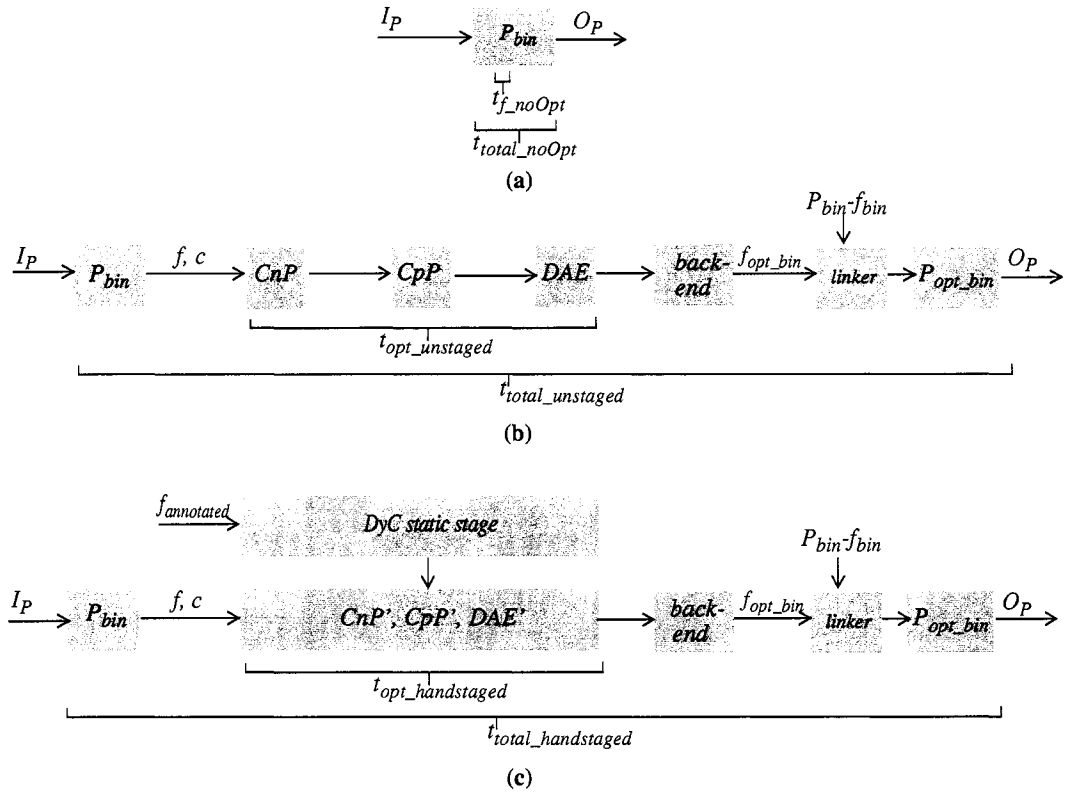 I_P P_bin O_P
t_f_noOpt
t_total_noOpt
(a)
P_bin-f_bin
I_P P_bin f, c CnP CpP DAE back-end f_opt_bin linker P_opt_bin O_P
t_opt_unstaged
t_total_unstaged
(b)
f_annotated DyC static stage
P_bin-f_bin
I_P P_bin f, c CnP', CpP', DAE' back-end f_opt_bin linker P_opt_bin O_P
t_opt_handstaged
t_total_handstaged
(c)